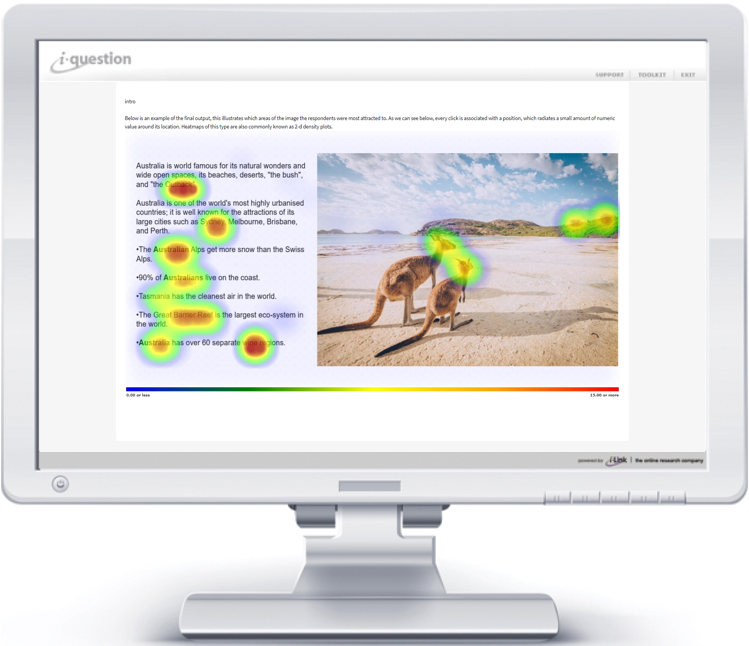 i-question
SUPPORT TOOLKIT EXIT
intro
Below is an example of the final output, this illustrates which areas of the image the respondents were most attracted to. As we can see below, every click is associated with a position, which radiates a small amount of numeric
value around its location. Heatmaps of this type are also commonly known as 2-d density plots.
Australia is world famous for its natural wonders and
wide open spaces, its beaches, deserts, "the bush",
and "the Outback".
Australia is one of the world's most highly urbanised
countries; it is well known for the attractions of its
large cities such as Sydney, Melbourne, Brisbane,
and Perth.
•The Australian Alps get more snow than the Swiss
Alps.
•90% of Australians live on the coast.
•Tasmania has the cleanest air in the world.
•The Great Barrier Reef is the largest eco-system in
the world.
•Australia has over 60 separate wine regions.
0.00 or less
15.00 or more
powered by i-Link | the online research company